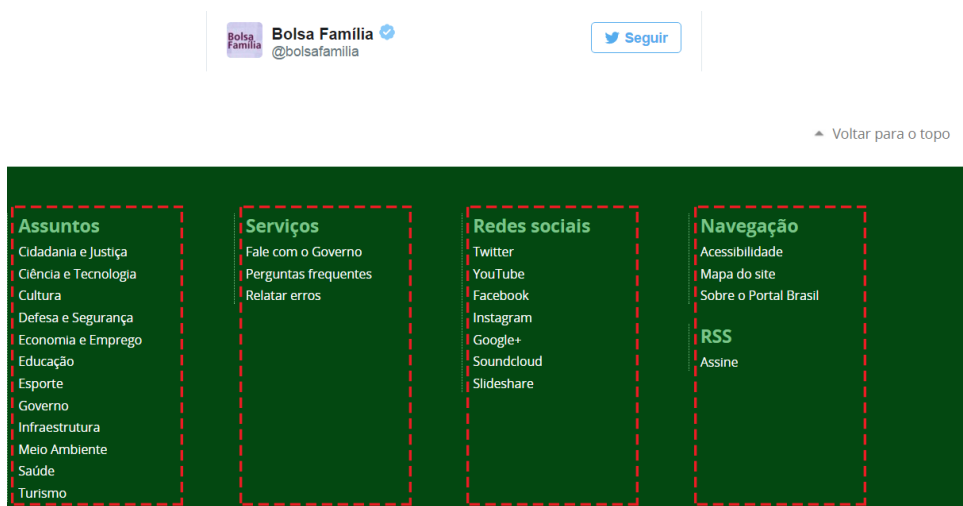 Bolsa
Família
Bolsa Família
@bolsafamilia
Seguir
Voltar para o topo
Assuntos
Cidadania e Justiça
Ciência e Tecnologia
Cultura
Defesa e Segurança
Economia e Emprego
Educação
Esporte
Governo
Infraestrutura
Meio Ambiente
Saúde
Turismo
Serviços
Fale com o Governo
Perguntas frequentes
Relatar erros
Redes sociais
Twitter
YouTube
Facebook
Instagram
Google+
Soundcloud
Slideshare
Navegação
Acessibilidade
Mapa do site
Sobre o Portal Brasil
RSS
Assine